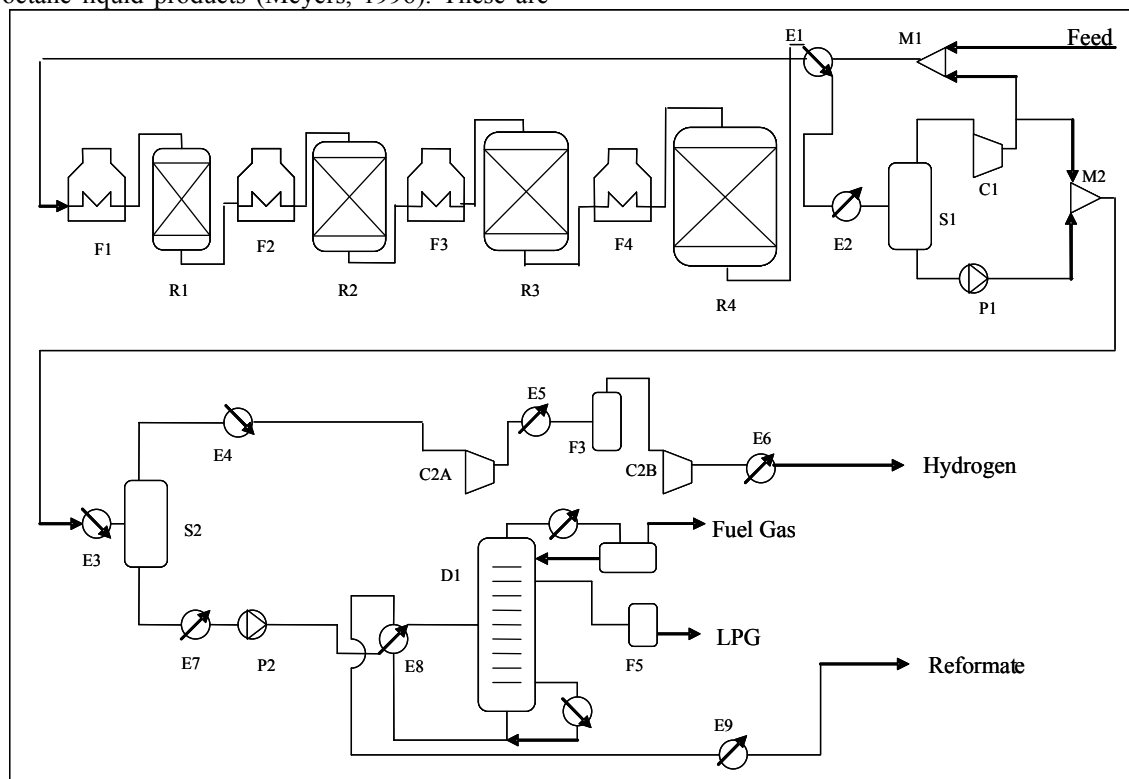 octane liquid products (Meyers, 1996). These are
E1
M1
Feed
F1
R1
F2
R2
F3
R3
F4
R4
E2
S1
C1
M2
P1
E3
S2
E4
C2A
E5
F3
C2B
E6
Hydrogen
Fuel Gas
D1
LPG
F5
E7
P2
E8
E9
Reformate